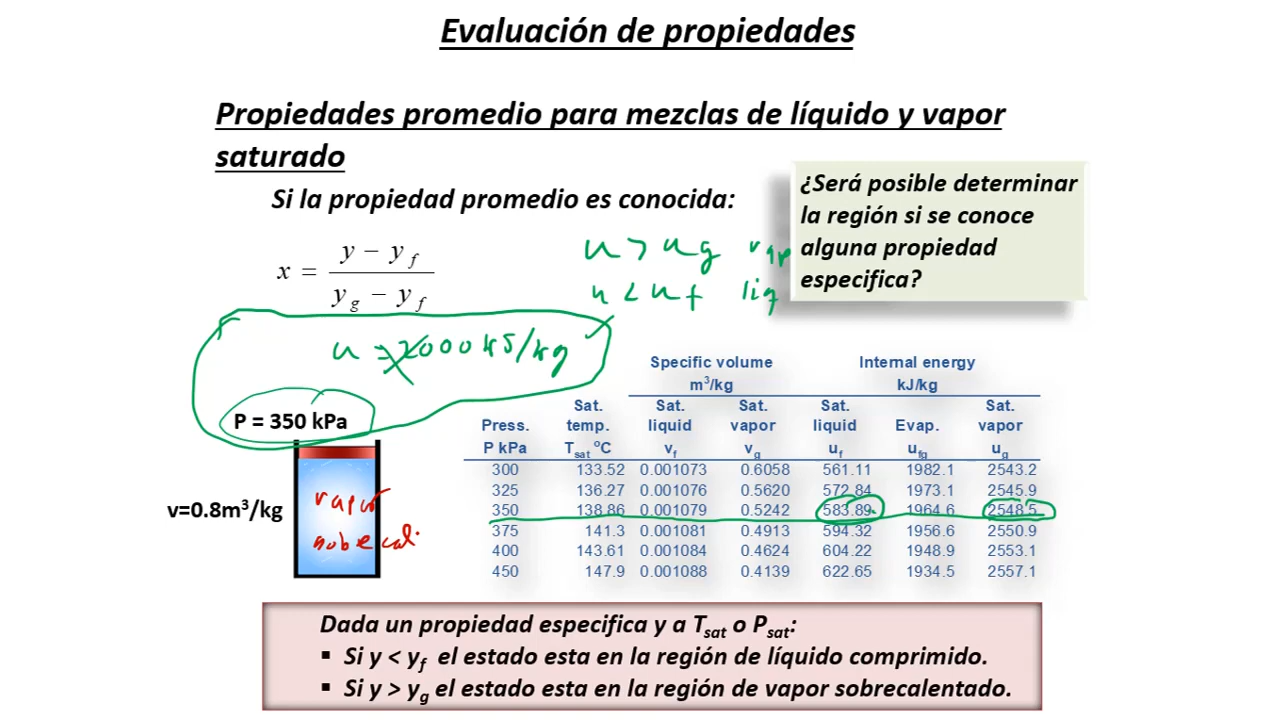 Evaluación de propiedades
Propiedades promedio para mezclas de líquido y vapor
saturado
Si la propiedad promedio es conocida:
¿Será posible determinar
la región si se conoce
alguna propiedad
especifica?
x = (y − y_f) / (y_g − y_f)
u > ug
u < uf liq
u = 2000 kJ/kg
P = 350 kPa
v=0.8m³/kg
vapor
sobecal
Specific volume Internal energy
m³/kg kJ/kg
Sat. Sat. Sat. Sat. Sat.
Press. temp. liquid vapor liquid Evap. vapor
P kPa T_sat °C v_f v_g u_f u_fg u_g
300 133.52 0.001073 0.6058 561.11 1982.1 2543.2
325 136.27 0.001076 0.5620 572.84 1973.1 2545.9
350 138.86 0.001079 0.5242 583.89 1964.6 2548.5
375 141.3 0.001081 0.4913 594.32 1956.6 2550.9
400 143.61 0.001084 0.4624 604.22 1948.9 2553.1
450 147.9 0.001088 0.4139 622.65 1934.5 2557.1
Dada un propiedad especifica y a T_sat o P_sat:
▪ Si y < y_f el estado esta en la región de líquido comprimido.
▪ Si y > y_g el estado esta en la región de vapor sobrecalentado.